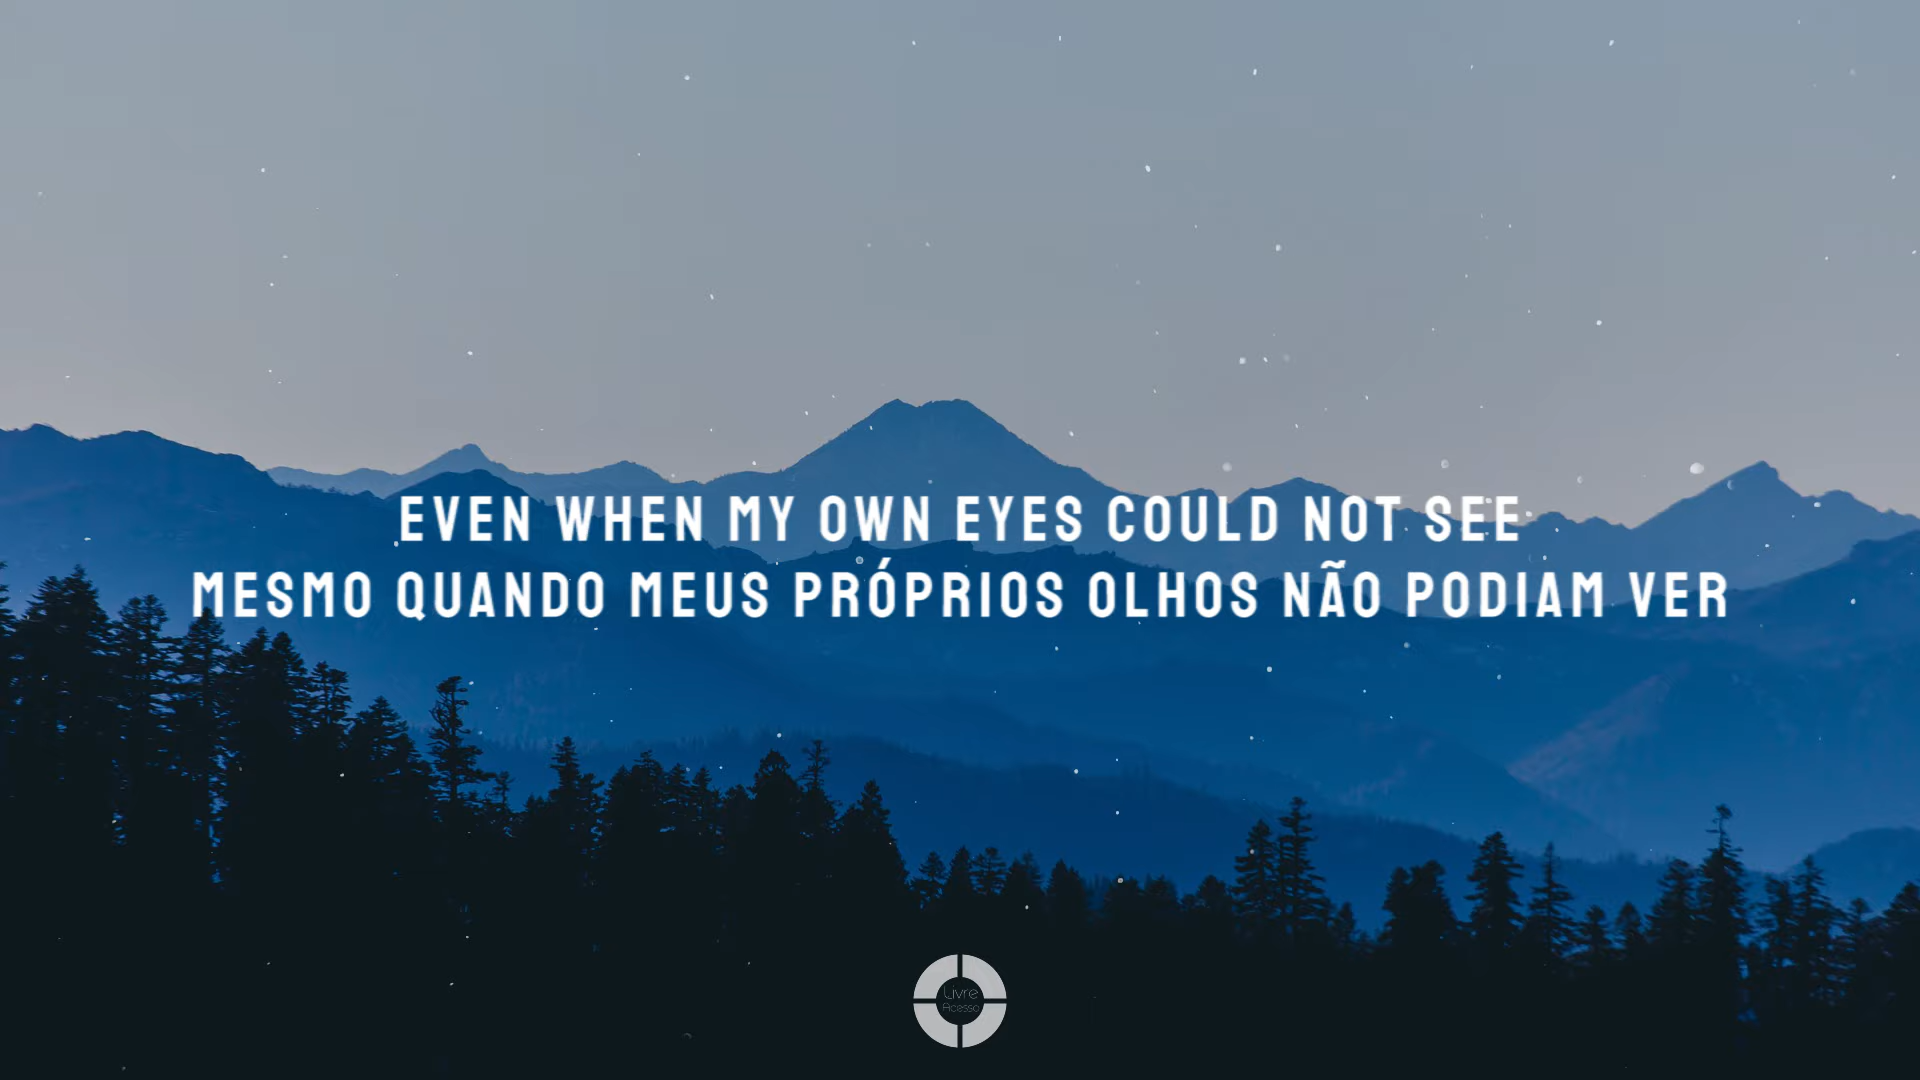 EVEN WHEN MY OWN EYES COULD NOT SEE
MESMO QUANDO MEUS PRÓPRIOS OLHOS NÃO PODIAM VER
Livre
Acesso